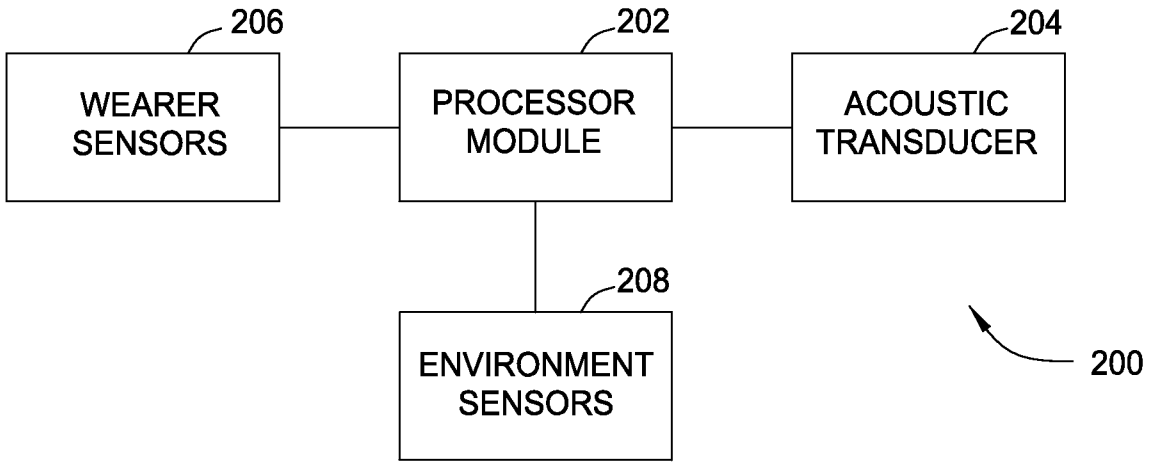 206
202
204
WEARER
SENSORS
PROCESSOR
MODULE
ACOUSTIC
TRANSDUCER
208
ENVIRONMENT
SENSORS
200